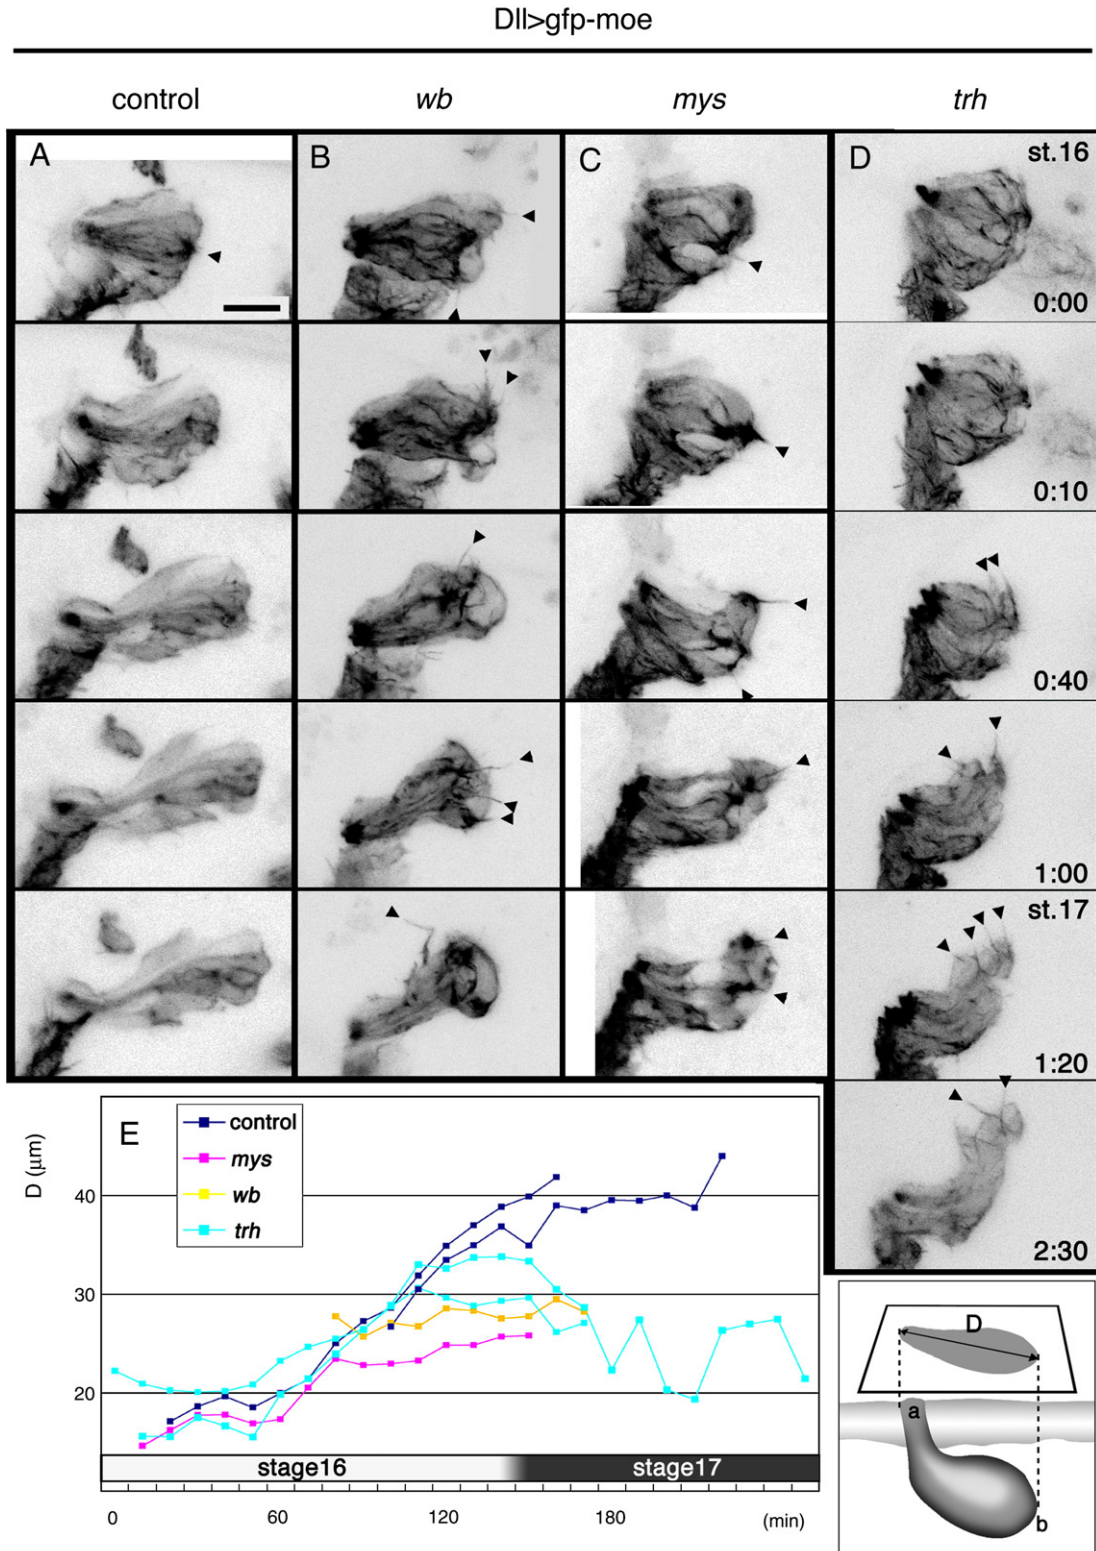 Dll>gfp-moe
control wb mys trh
A B C D st.16
0:00
0:10
0:40
1:00
st.17
1:20
2:30
E
control
mys
wb
trh
D (μm)
40
30
20
stage16 stage17
0 60 120 180 (min)
D
a
b